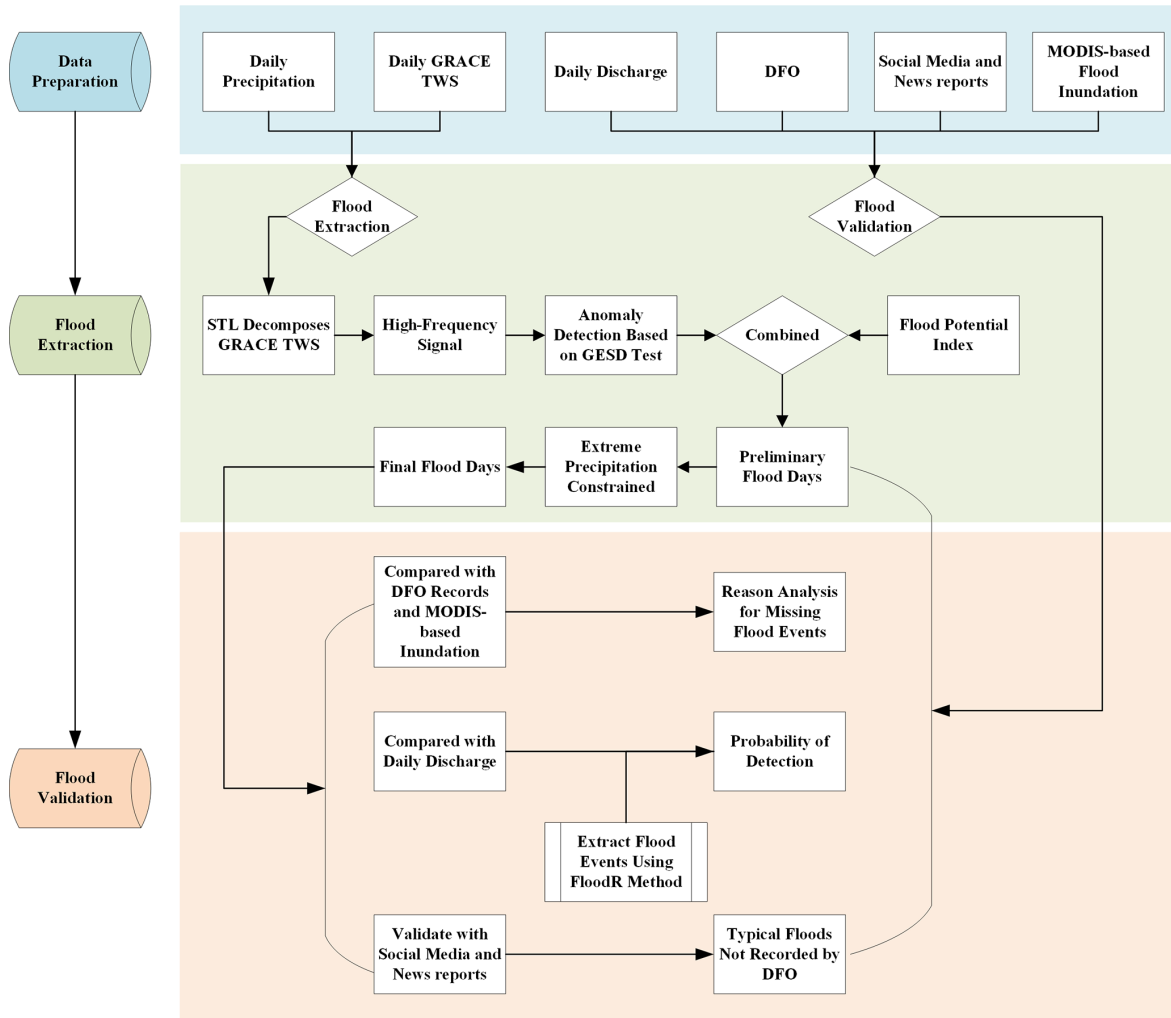 Data
Preparation
Daily
Precipitation
Daily GRACE
TWS
Daily Discharge
DFO
Social Media and
News reports
MODIS-based
Flood
Inundation
Flood
Extraction
Flood
Validation
Flood
Extraction
STL Decomposes
GRACE TWS
High-Frequency
Signal
Anomaly
Detection Based
on GESD Test
Combined
Flood Potential
Index
Final Flood Days
Extreme
Precipitation
Constrained
Preliminary
Flood Days
Compared with
DFO Records
and MODIS-
based
Inundation
Reason Analysis
for Missing
Flood Events
Flood
Validation
Compared with
Daily Discharge
Probability of
Detection
Extract Flood
Events Using
FloodR Method
Validate with
Social Media and
News reports
Typical Floods
Not Recorded by
DFO